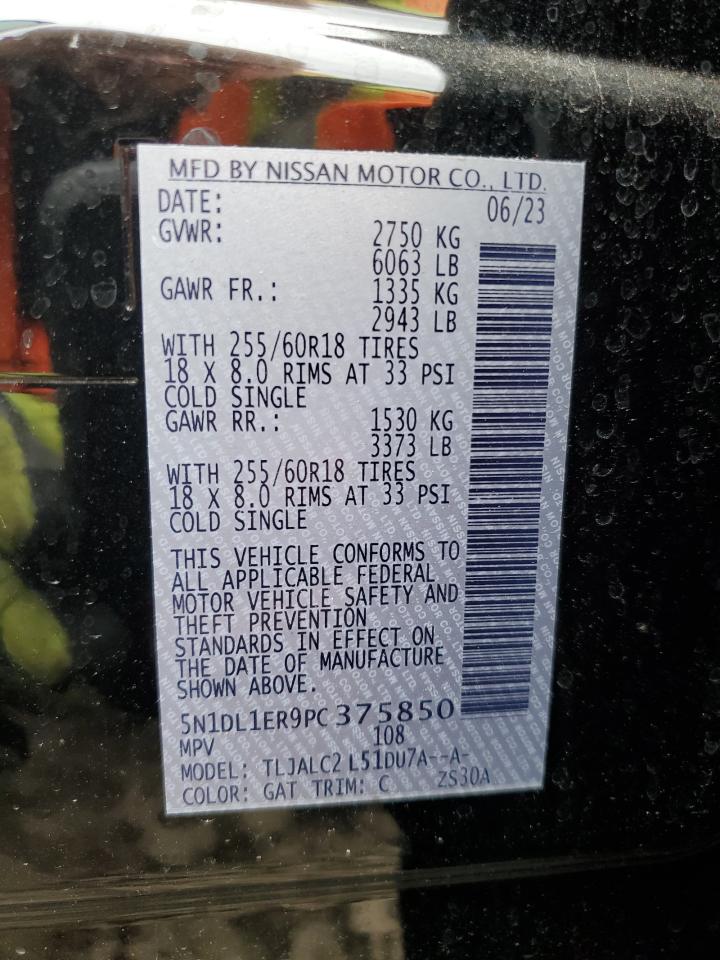 MFD BY NISSAN MOTOR CO., LTD.
DATE: 06/23
GVWR: 2750 KG
6063 LB
GAWR FR.: 1335 KG
2943 LB
WITH 255/60R18 TIRES
18 X 8.0 RIMS AT 33 PSI
COLD SINGLE
GAWR RR.: 1530 KG
3373 LB
WITH 255/60R18 TIRES
18 X 8.0 RIMS AT 33 PSI
COLD SINGLE
THIS VEHICLE CONFORMS TO
ALL APPLICABLE FEDERAL
MOTOR VEHICLE SAFETY AND
THEFT PREVENTION
STANDARDS IN EFFECT ON
THE DATE OF MANUFACTURE
SHOWN ABOVE.
5N1DL1ER9PC375850
MPV 108
MODEL: TLJALC2 L51DU7A--A-
COLOR: GAT TRIM: C ZS30A